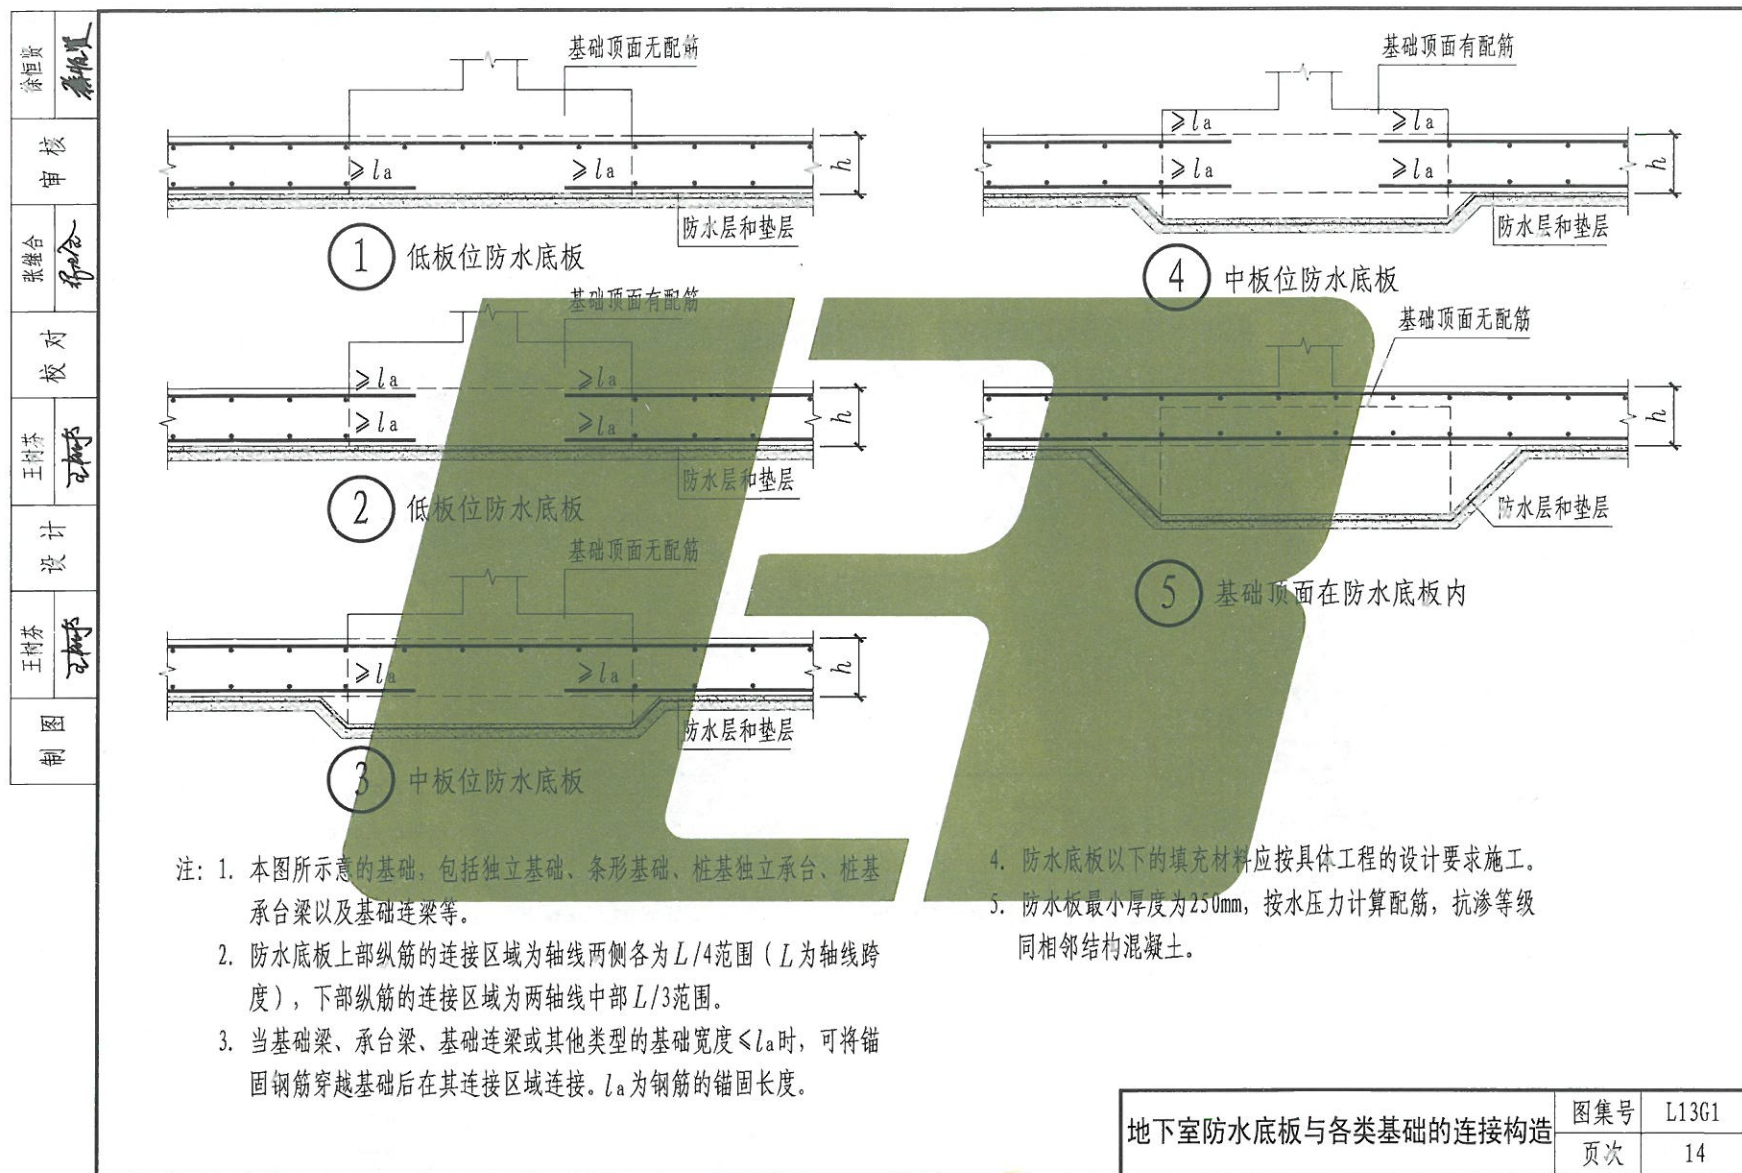 徐恒贤
审核
张继合
校对
王树芬
设计
王树芬
制图
基础顶面无配筋
≥la
≥la
h
防水层和垫层
1 低板位防水底板
基础顶面有配筋
≥la
≥la
≥la
≥la
h
防水层和垫层
2 低板位防水底板
基础顶面无配筋
≥la
≥la
h
防水层和垫层
3 中板位防水底板
基础顶面有配筋
≥la
≥la
≥la
≥la
h
防水层和垫层
4 中板位防水底板
基础顶面无配筋
h
防水层和垫层
5 基础顶面在防水底板内
注: 1. 本图所示意的基础, 包括独立基础、条形基础、桩基独立承台、桩基
承台梁以及基础连梁等。
2. 防水底板上部纵筋的连接区域为轴线两侧各为L/4范围(L为轴线跨
度), 下部纵筋的连接区域为两轴线中部L/3范围。
3. 当基础梁、承台梁、基础连梁或其他类型的基础宽度≤la时, 可将锚
固钢筋穿越基础后在其连接区域连接。la为钢筋的锚固长度。
4. 防水底板以下的填充材料应按具体工程的设计要求施工。
5. 防水板最小厚度为250mm, 按水压力计算配筋, 抗渗等级
同相邻结构混凝土。
地下室防水底板与各类基础的连接构造
图集号 L13G1
页次 14